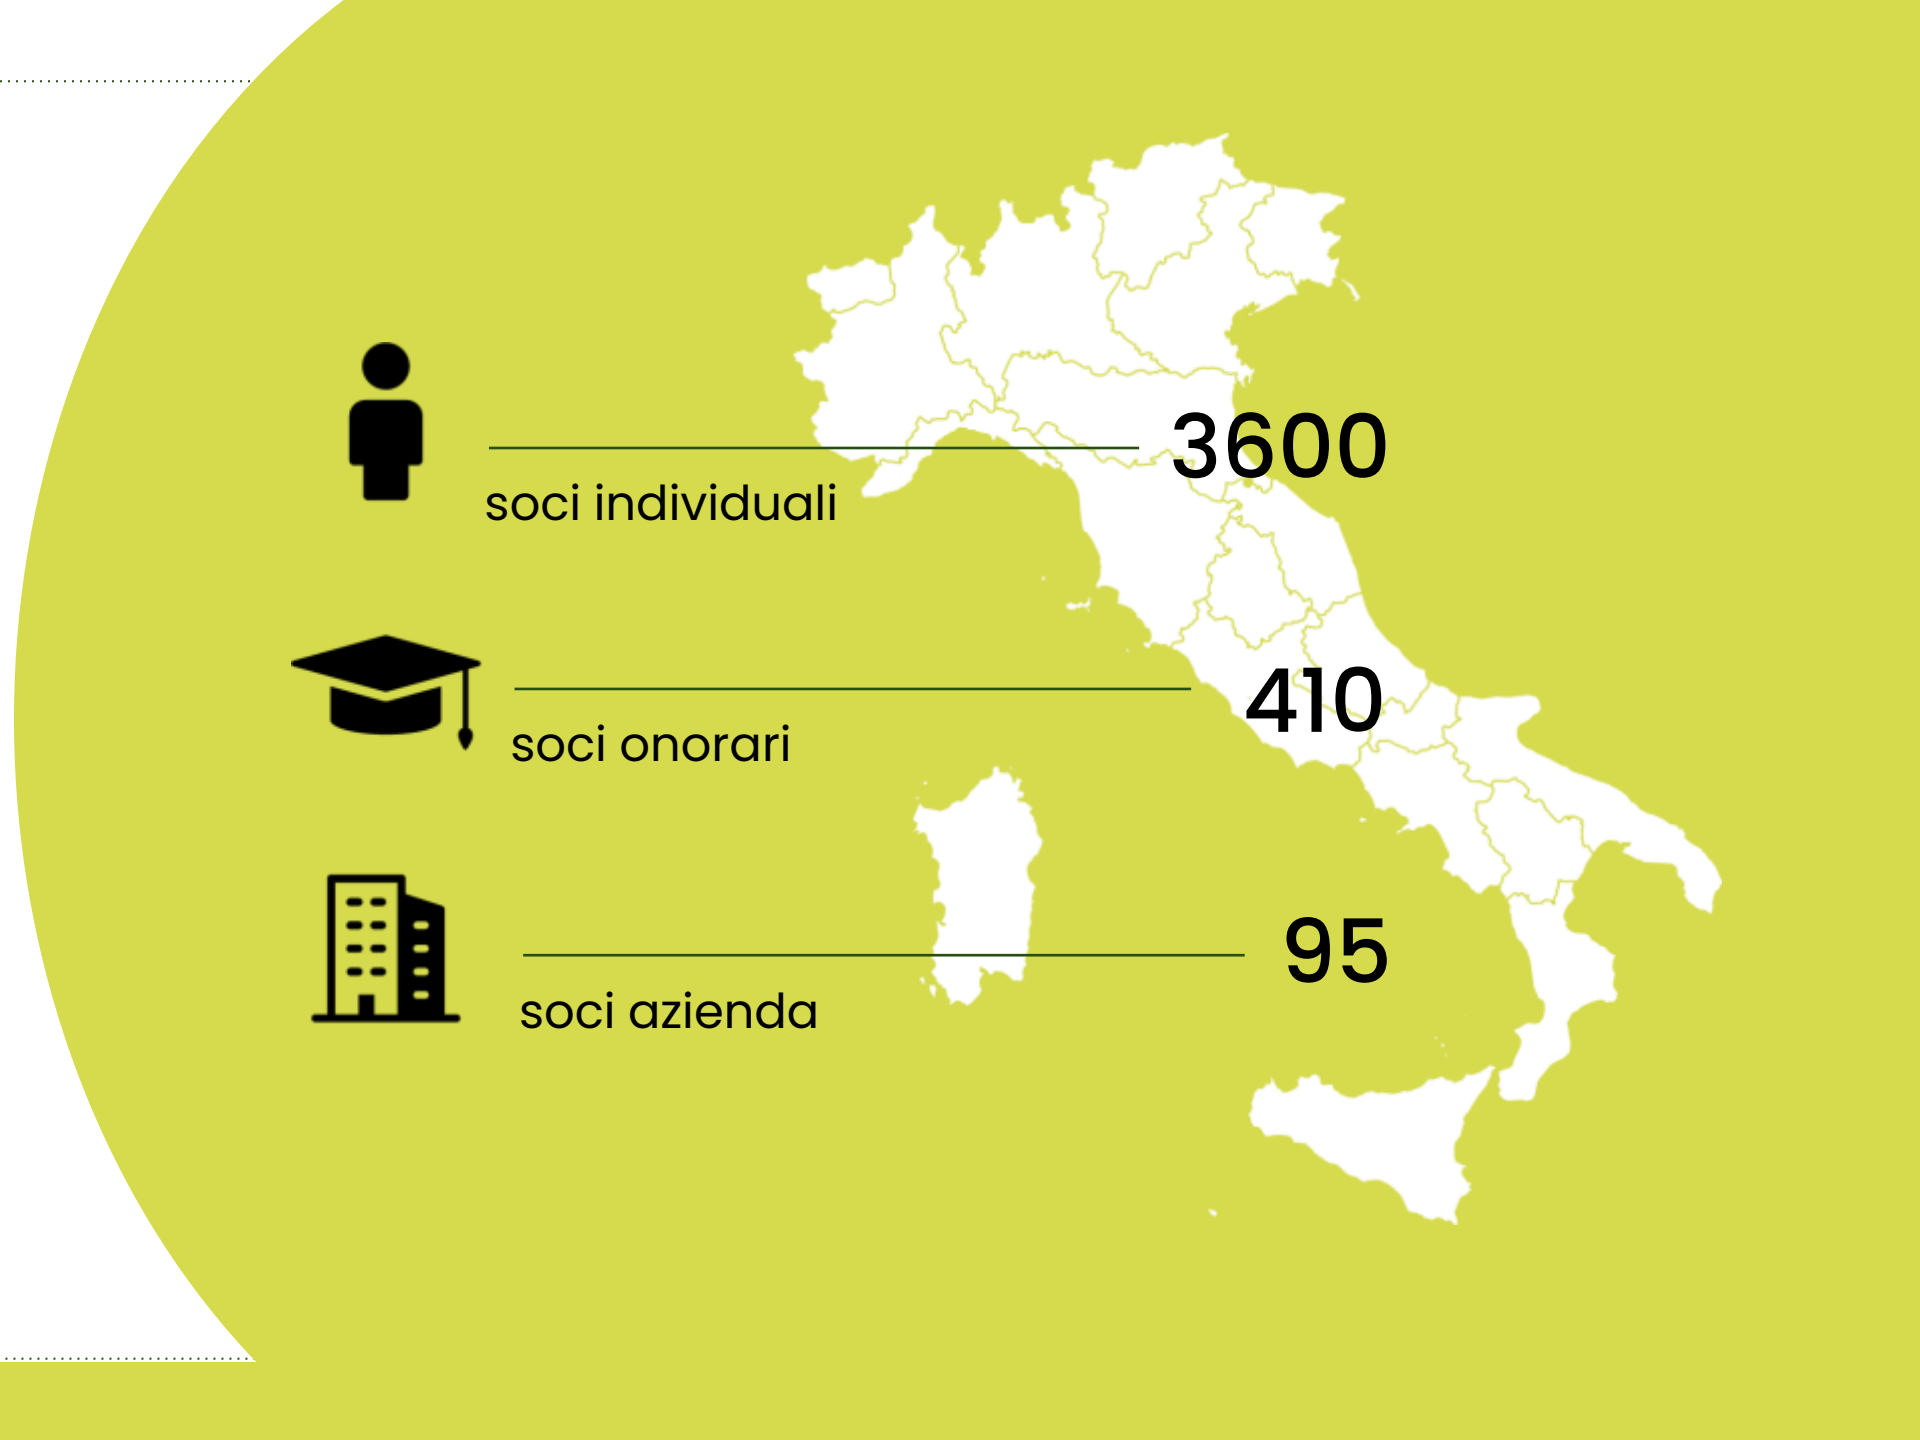 3600
soci individuali
410
soci onorari
95
soci azienda